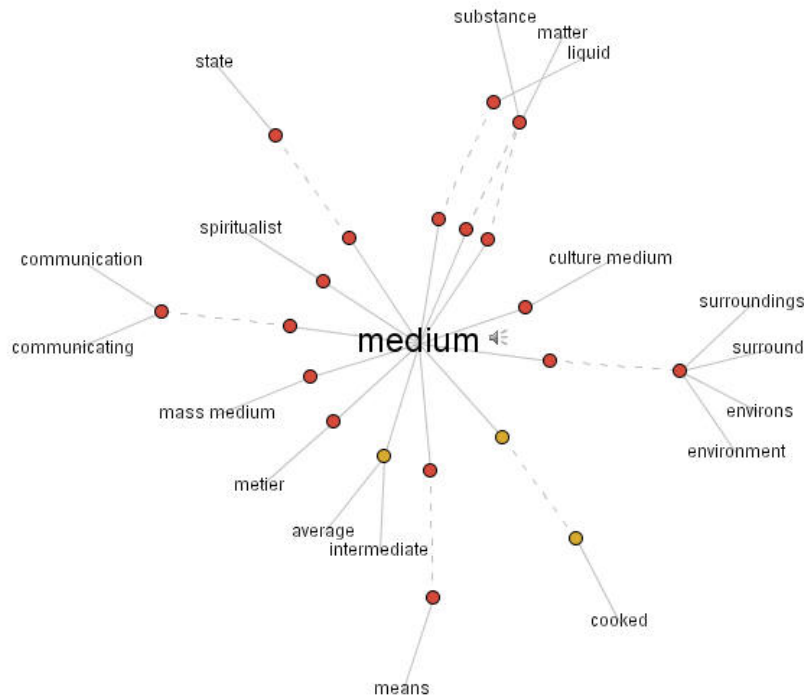 substance
matter
liquid
state
spiritualist
communication
culture medium
surroundings
medium
communicating
surround
mass medium
environs
environment
metier
average
intermediate
cooked
means